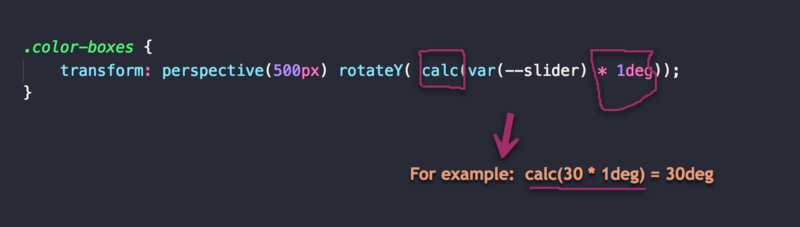 .color-boxes {
    transform: perspective(500px) rotateY( calc(var(--slider) * 1deg));
}
For example: calc(30 * 1deg) = 30deg